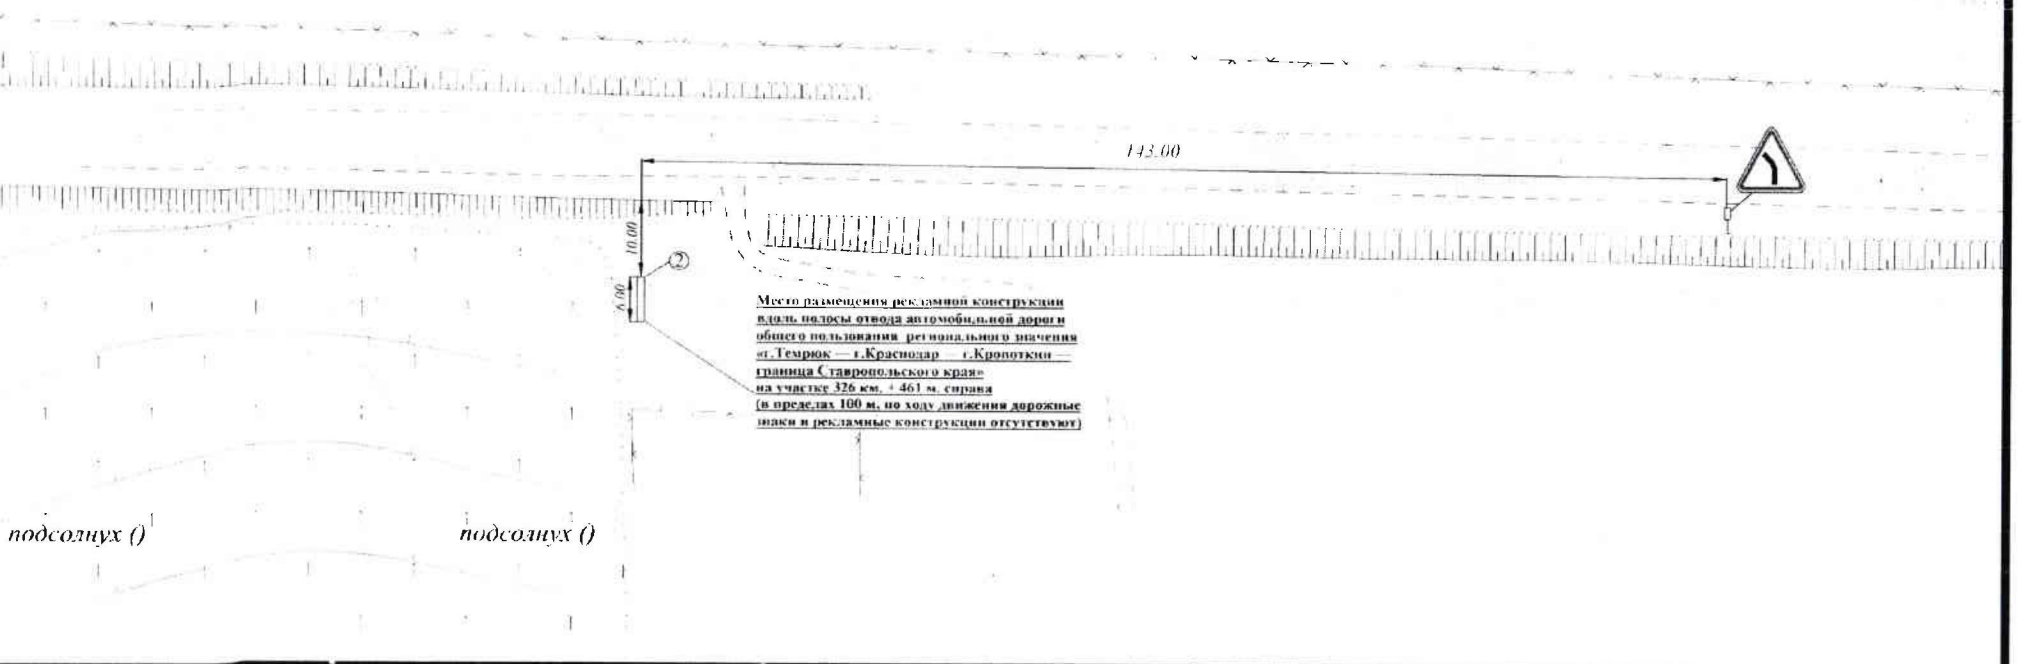 143.00
10.00
2
6.00
Место размещения рекламной конструкции
вдоль полосы отвода автомобильной дороги
общего пользования регионального значения
«г.Темрюк — г.Краснодар — г.Кропоткин —
граница Ставропольского края»
на участке 326 км. + 461 м. справа
(в пределах 100 м. по ходу движения дорожные
знаки и рекламные конструкции отсутствуют)
подсолнух ()
подсолнух ()